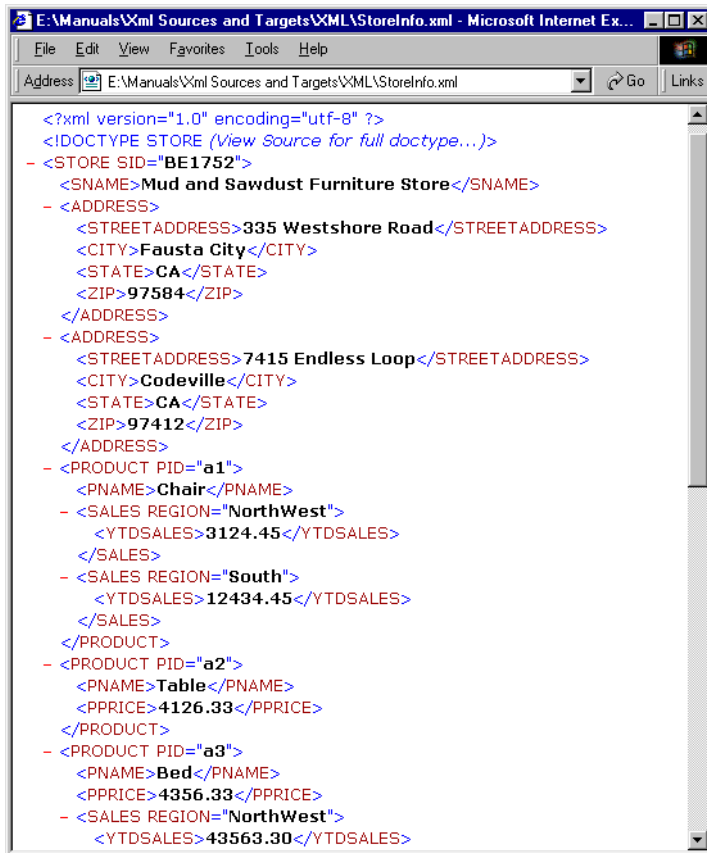 E:\Manuals\Xml Sources and Targets\XML\StoreInfo.xml - Microsoft Internet Ex...
File Edit View Favorites Tools Help
Address E:\Manuals\Xml Sources and Targets\XML\StoreInfo.xml Go Links
<?xml version="1.0" encoding="utf-8" ?>
<!DOCTYPE STORE (View Source for full doctype...)>
- <STORE SID="BE1752">
<SNAME>Mud and Sawdust Furniture Store</SNAME>
- <ADDRESS>
<STREETADDRESS>335 Westshore Road</STREETADDRESS>
<CITY>Fausta City</CITY>
<STATE>CA</STATE>
<ZIP>97584</ZIP>
</ADDRESS>
- <ADDRESS>
<STREETADDRESS>7415 Endless Loop</STREETADDRESS>
<CITY>Codeville</CITY>
<STATE>CA</STATE>
<ZIP>97412</ZIP>
</ADDRESS>
- <PRODUCT PID="a1">
<PNAME>Chair</PNAME>
- <SALES REGION="NorthWest">
<YTDSALES>3124.45</YTDSALES>
</SALES>
- <SALES REGION="South">
<YTDSALES>12434.45</YTDSALES>
</SALES>
</PRODUCT>
- <PRODUCT PID="a2">
<PNAME>Table</PNAME>
<PPRICE>4126.33</PPRICE>
</PRODUCT>
- <PRODUCT PID="a3">
<PNAME>Bed</PNAME>
<PPRICE>4356.33</PPRICE>
- <SALES REGION="NorthWest">
<YTDSALES>43563.30</YTDSALES>